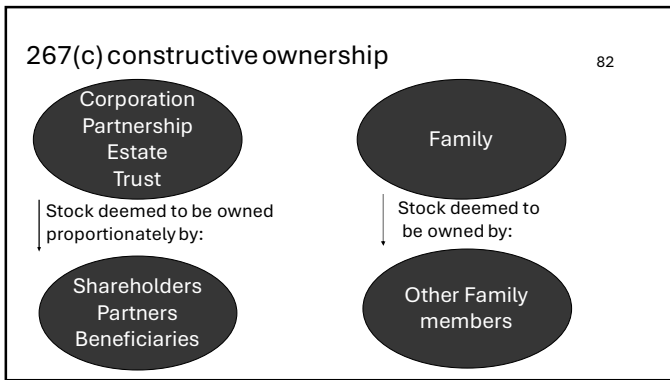 267(c) constructive ownership
82
Corporation
Partnership
Estate
Trust
Family
Stock deemed to be owned
proportionately by:
Stock deemed to
be owned by:
Shareholders
Partners
Beneficiaries
Other Family
members